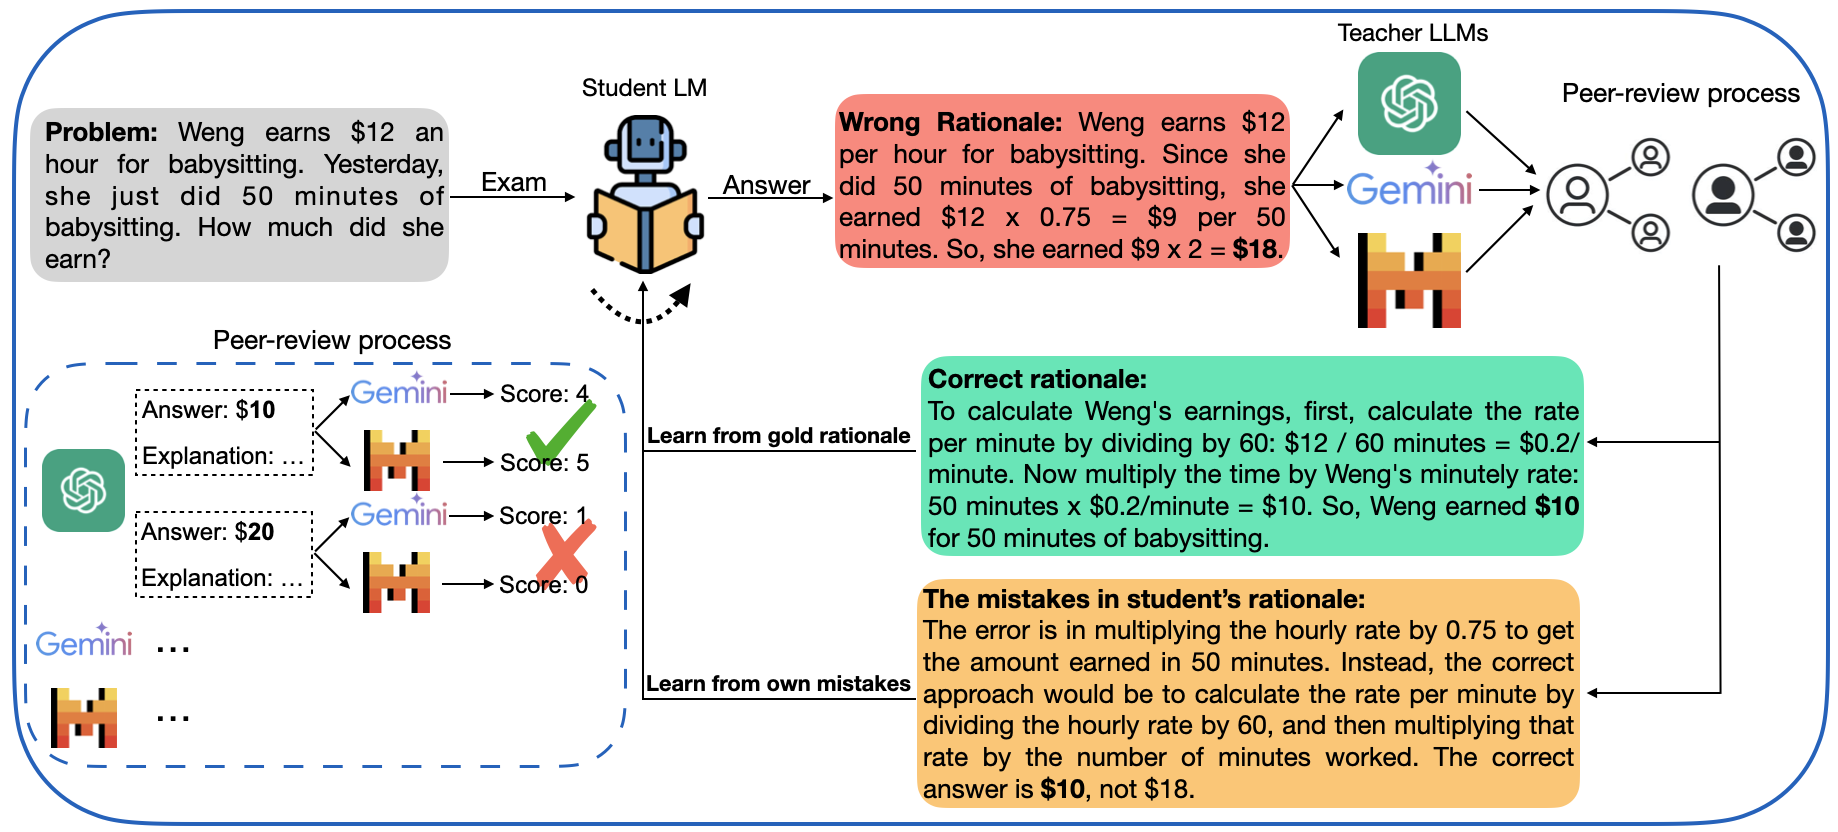 Teacher LLMs
Student LM
Peer-review process
Problem: Weng earns $12 an
hour for babysitting. Yesterday,
she just did 50 minutes of
babysitting. How much did she
earn?
Exam
Answer
Wrong Rationale: Weng earns $12
per hour for babysitting. Since she
did 50 minutes of babysitting, she
earned $12 x 0.75 = $9 per 50
minutes. So, she earned $9 x 2 = $18.
Gemini
Peer-review process
Answer: $10
Explanation: ...
Gemini
Score: 4
Score: 5
Answer: $20
Explanation: ...
Gemini
Score: 1
Score: 0
Gemini ...
...
Learn from gold rationale
Correct rationale:
To calculate Weng's earnings, first, calculate the rate
per minute by dividing by 60: $12 / 60 minutes = $0.2/
minute. Now multiply the time by Weng's minutely rate:
50 minutes x $0.2/minute = $10. So, Weng earned $10
for 50 minutes of babysitting.
Learn from own mistakes
The mistakes in student’s rationale:
The error is in multiplying the hourly rate by 0.75 to get
the amount earned in 50 minutes. Instead, the correct
approach would be to calculate the rate per minute by
dividing the hourly rate by 60, and then multiplying that
rate by the number of minutes worked. The correct
answer is $10, not $18.